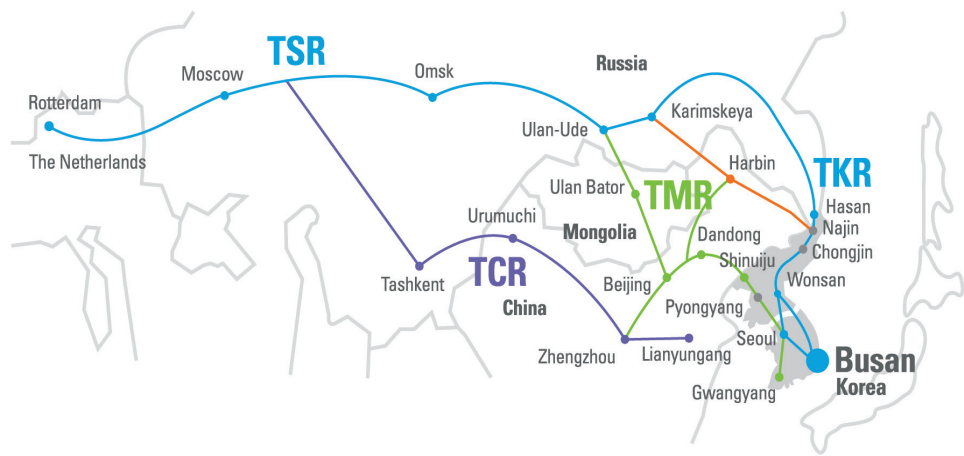 TSR
Moscow
Omsk
Russia
Rotterdam
Karimskeya
Ulan-Ude
The Netherlands
Harbin
TKR
Ulan Bator
TMR
Hasan
Urumuchi
Najin
Mongolia
Dandong
Chongjin
Shinuiju
TCR
Tashkent
Beijing
Wonsan
China
Pyongyang
Seoul
Zhengzhou
Lianyungang
Busan
Korea
Gwangyang